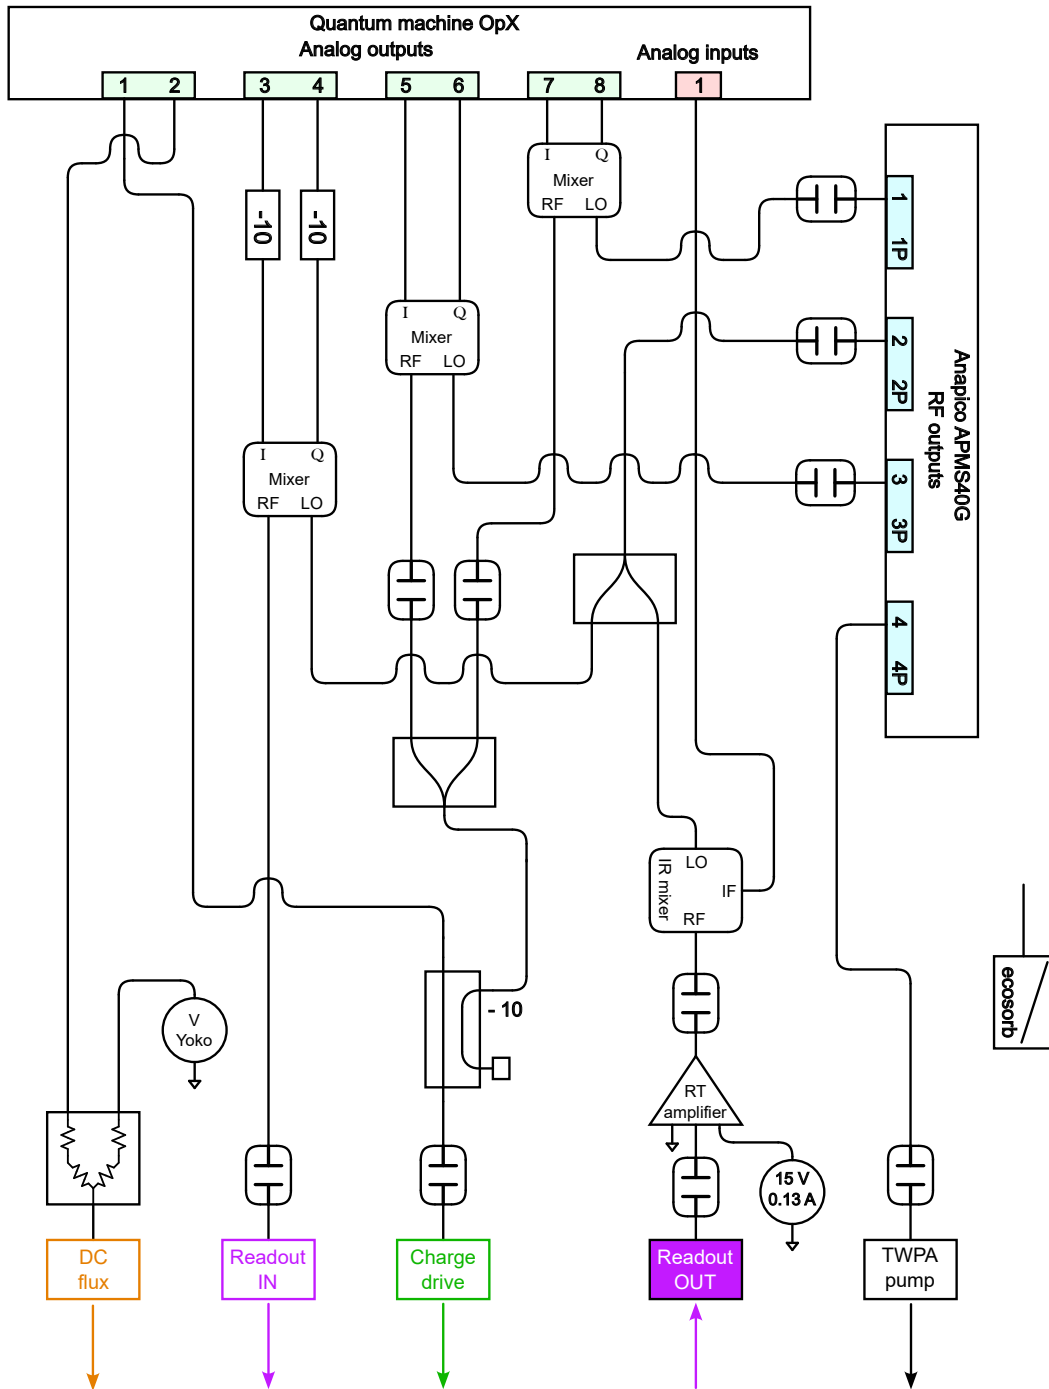 Quantum machine OpX
Analog outputs
Analog inputs
1 2 3 4 5 6 7 8 1
I Q
Mixer
RF LO
1
1P
-10 -10
I Q
Mixer
RF LO
2
2P
Anapico APMS40G
RF outputs
I Q
Mixer
RF LO
3
3P
4
4P
LO
IR mixer
IF
RF
ecosorb
- 10
V
Yoko
RT
amplifier
15 V
0.13 A
DC
flux
Readout
IN
Charge
drive
Readout
OUT
TWPA
pump